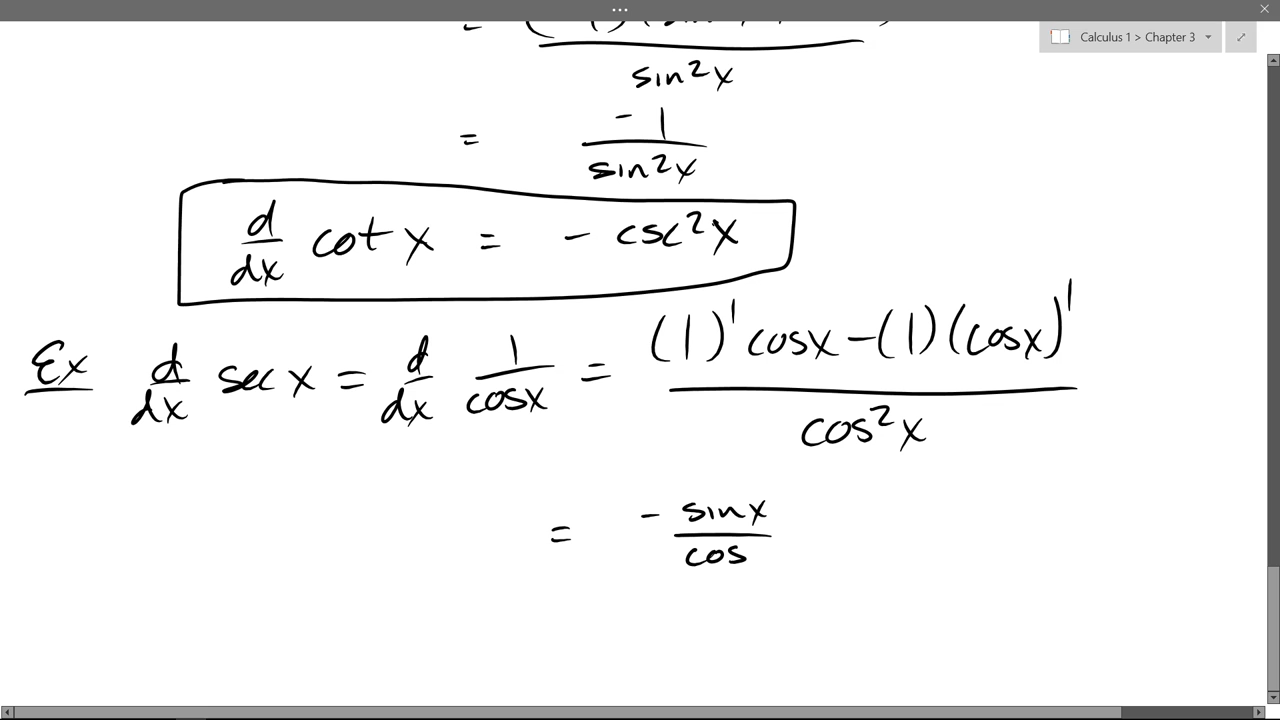 Calculus 1 > Chapter 3
sin²x
= -1/sin²x
d/dx cot x = - csc²x
Ex d/dx sec x = d/dx 1/cosx = ((1)' cosx - (1)(cosx)')/cos²x
= - sinx/cos